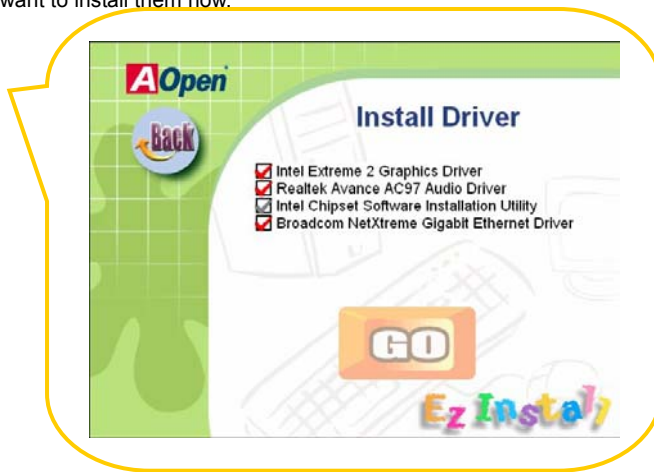 want to install them now.
AOpen
Back
Install Driver
Intel Extreme 2 Graphics Driver
Realtek Avance AC97 Audio Driver
Intel Chipset Software Installation Utility
Broadcom NetXtreme Gigabit Ethernet Driver
GO
Ez Install